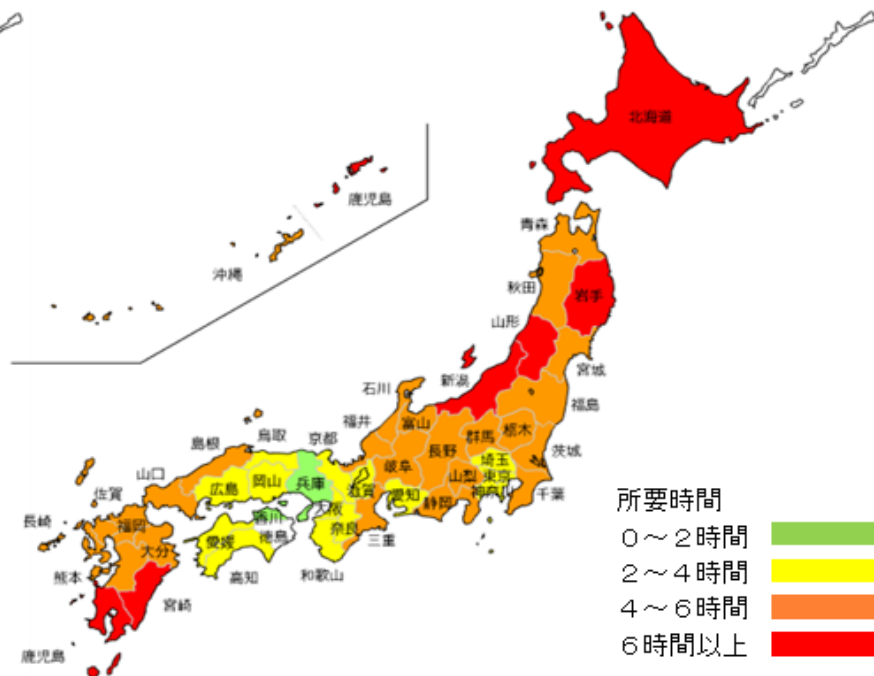 北海道
鹿児島
青森
沖縄
秋田
岩手
山形
宮城
新潟
石川
福島
福井
富山
群馬
栃木
鳥取
京都
島根
長野
茨城
埼玉
岐阜
山口
広島
岡山
兵庫
滋賀
愛知
山梨
東京
神奈川
千葉
佐賀
静岡
長崎
福岡
香川
大阪
奈良
大分
愛媛
徳島
三重
熊本
高知
和歌山
宮崎
鹿児島
所要時間
0～2時間
2～4時間
4～6時間
6時間以上